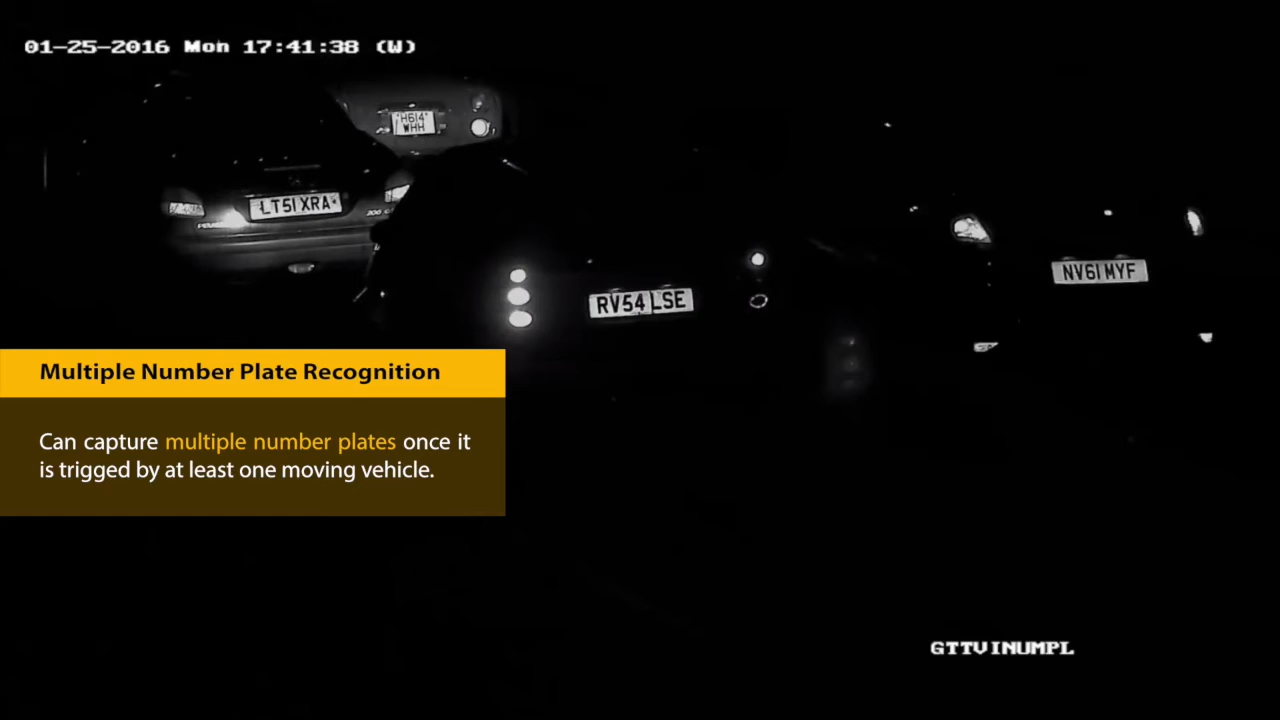 01-25-2016 Mon 17:41:38 (W)
H614
WHH
LT51 XRA
200
RV54 LSE
NV61 MYF
Multiple Number Plate Recognition
Can capture multiple number plates once it
is trigged by at least one moving vehicle.
GTTVINUMPL